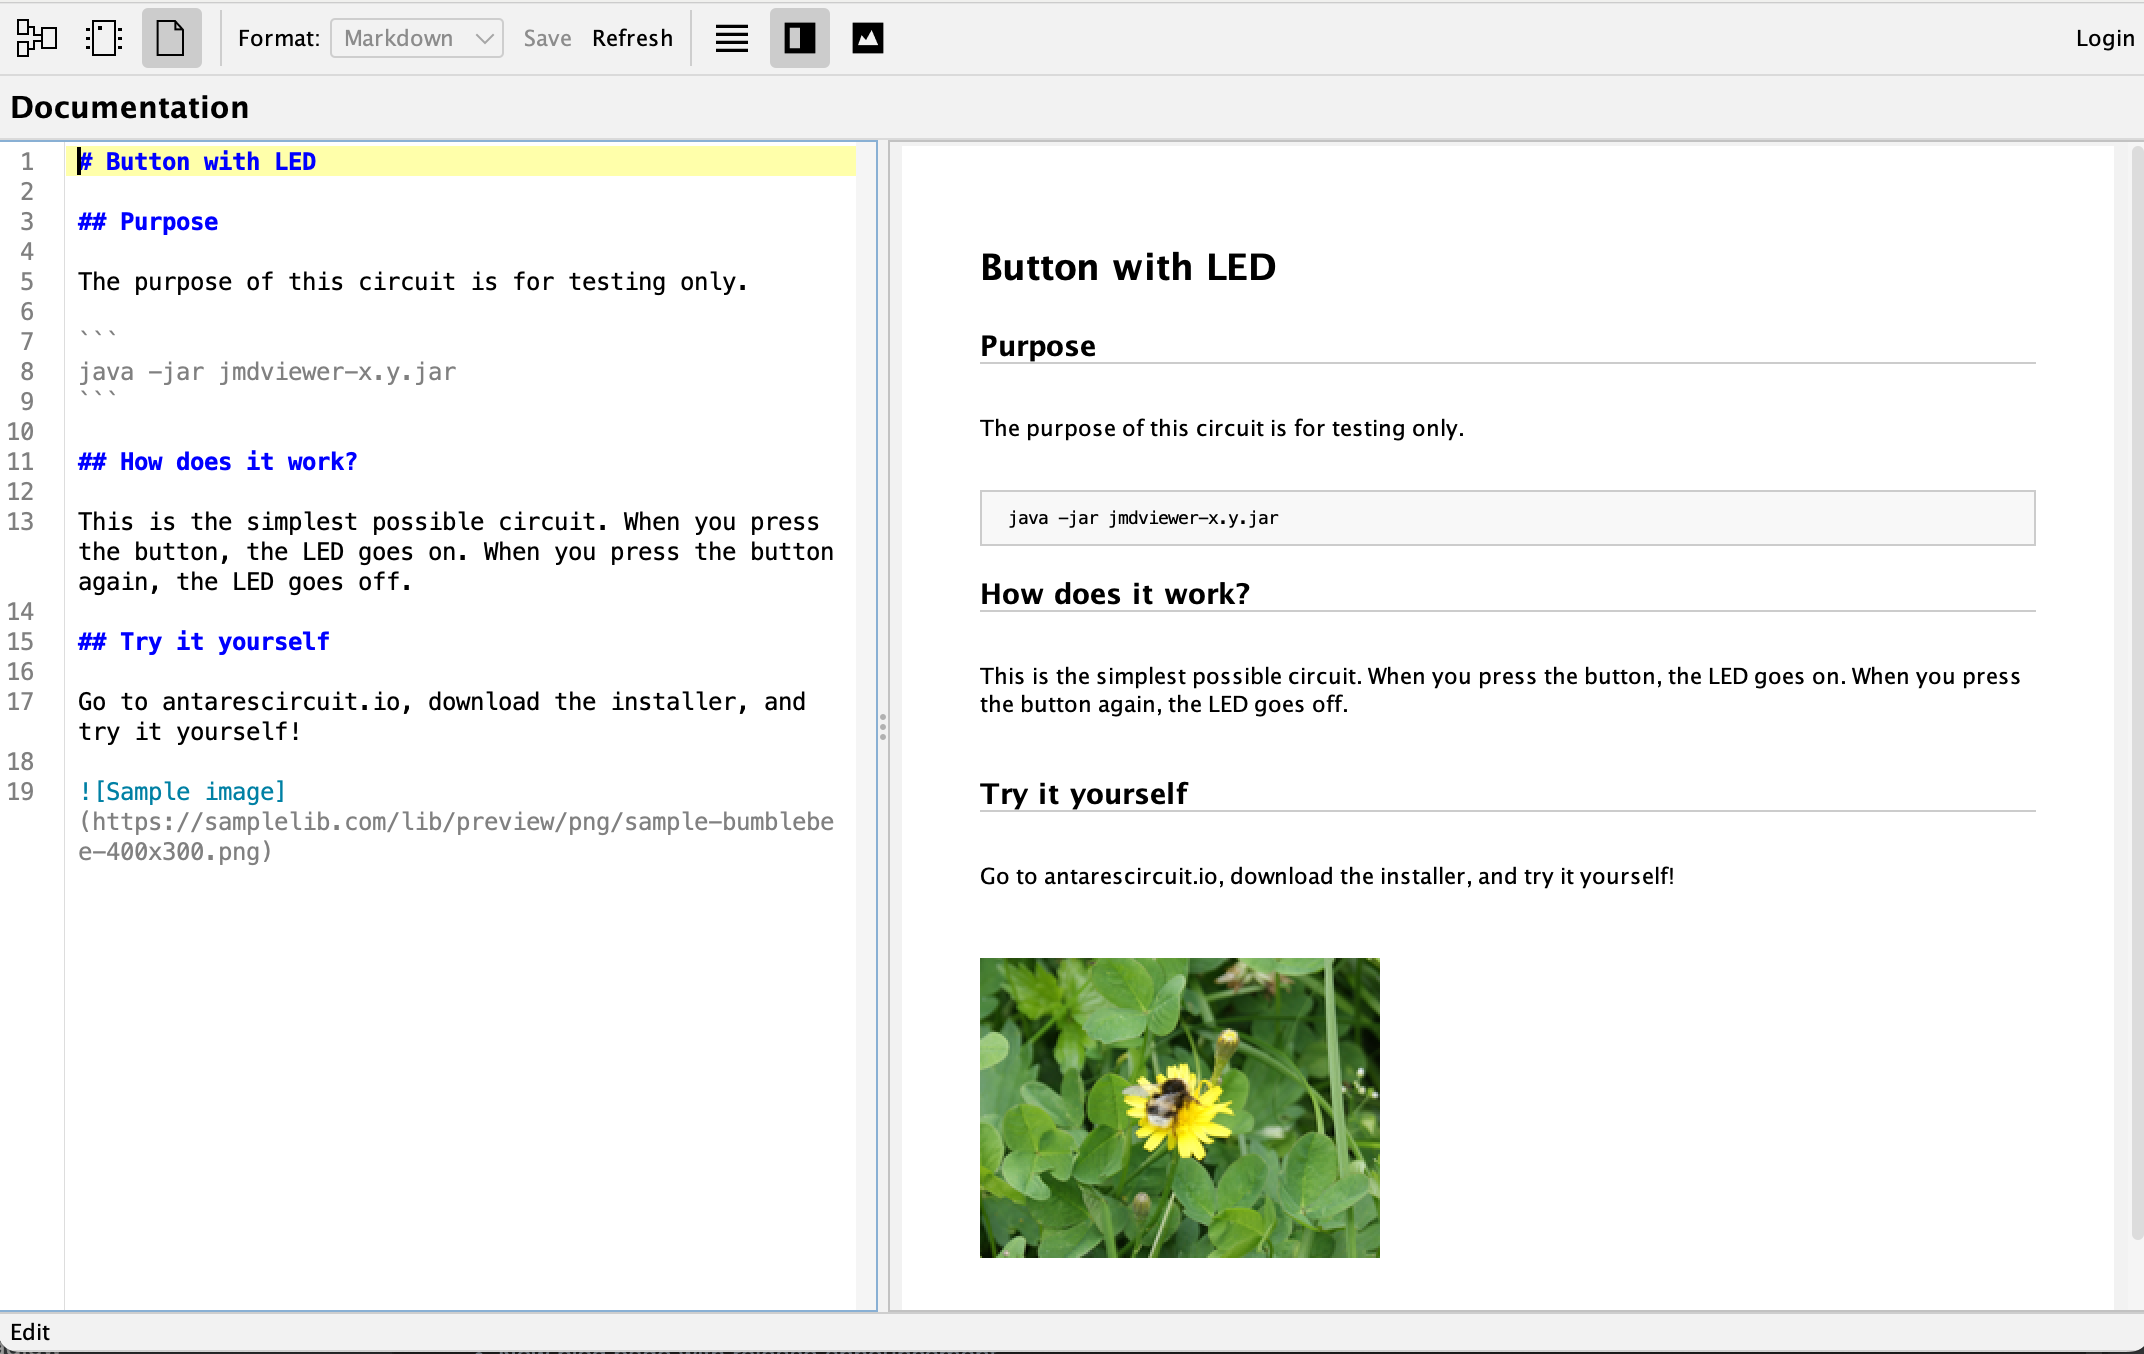 Format: Markdown Save Refresh Login
Documentation
1 # Button with LED
2
3 ## Purpose
4
5 The purpose of this circuit is for testing only.
6
7 ```
8 java -jar jmdviewer-x.y.jar
9 ```
10
11 ## How does it work?
12
13 This is the simplest possible circuit. When you press
the button, the LED goes on. When you press the button
again, the LED goes off.
14
15 ## Try it yourself
16
17 Go to antarescircuit.io, download the installer, and
try it yourself!
18
19 ![Sample image]
(https://samplelib.com/lib/preview/png/sample-bumblebe
e-400x300.png)
Button with LED
Purpose
The purpose of this circuit is for testing only.
java -jar jmdviewer-x.y.jar
How does it work?
This is the simplest possible circuit. When you press the button, the LED goes on. When you press
the button again, the LED goes off.
Try it yourself
Go to antarescircuit.io, download the installer, and try it yourself!
Edit